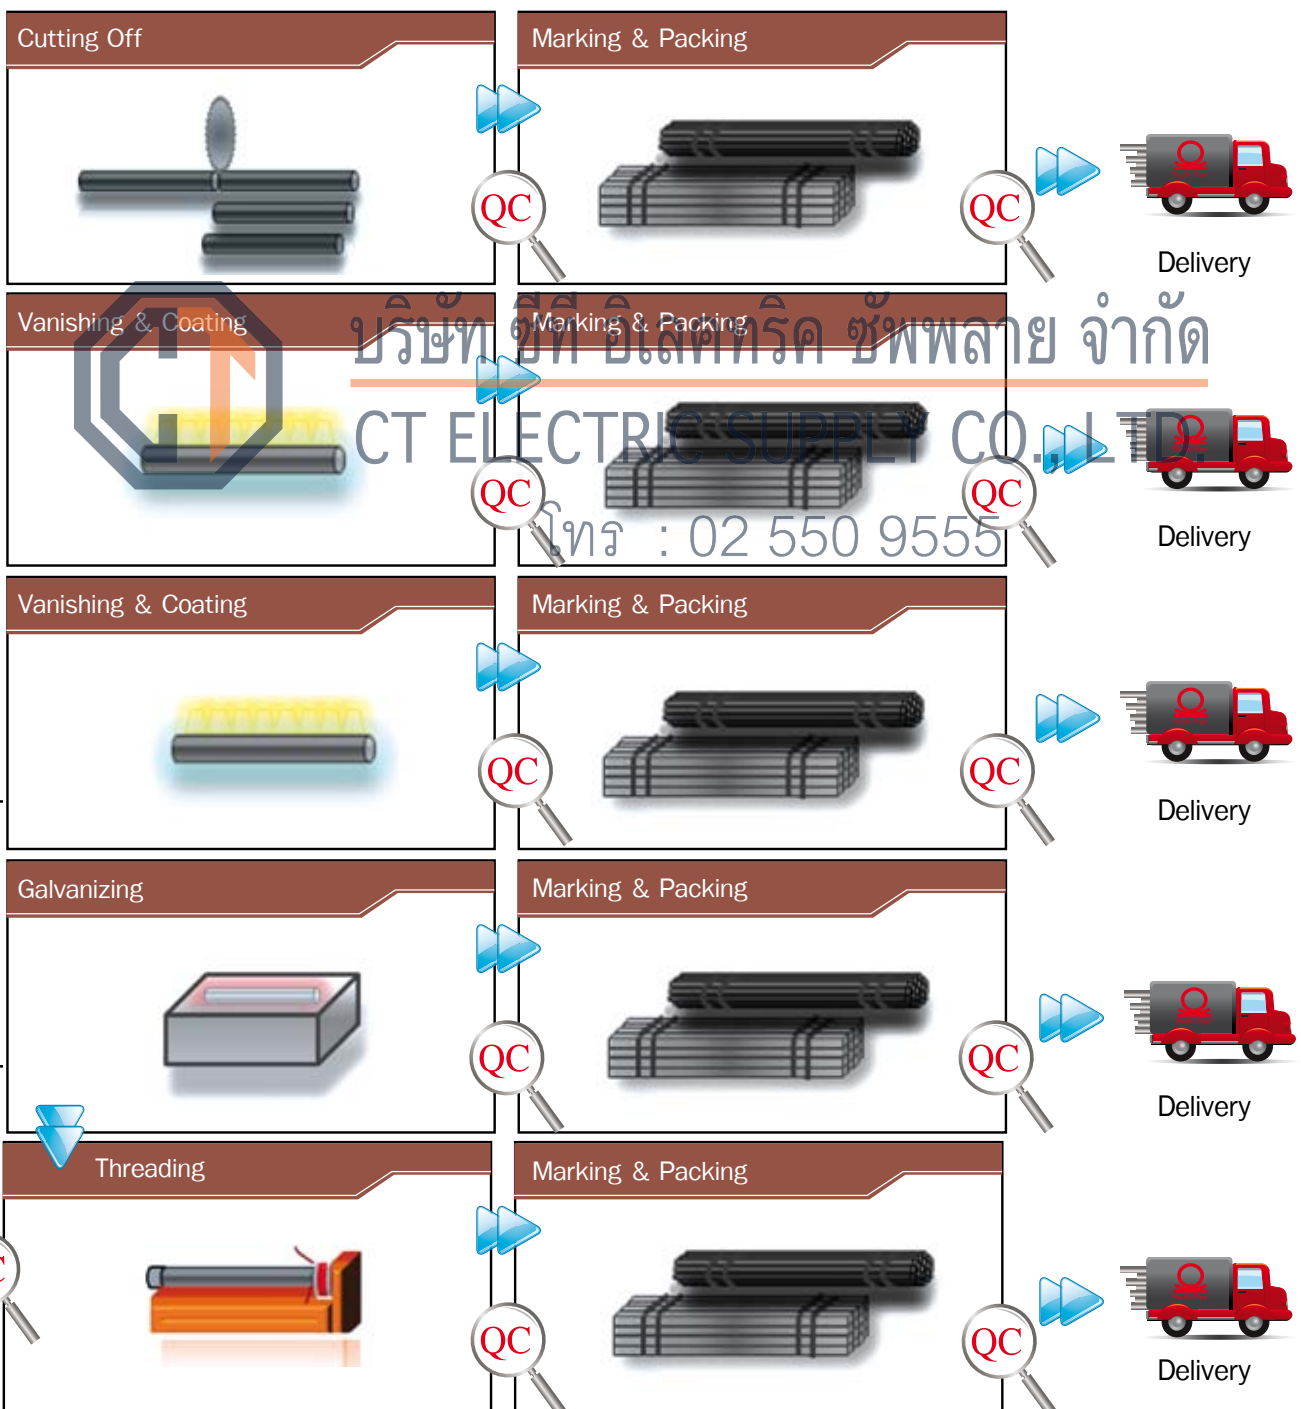 Cutting Off
Marking & Packing
QC
QC
Delivery
Vanishing & Coating
Marking & Packing
บริษัท ซีที อิเลคทริค ซัพพลาย จำกัด
CT ELECTRIC SUPPLY CO., LTD.
QC
QC
โทร : 02 550 9555
Delivery
Vanishing & Coating
Marking & Packing
QC
QC
Delivery
Galvanizing
Marking & Packing
QC
QC
Delivery
Threading
Marking & Packing
QC
QC
Delivery